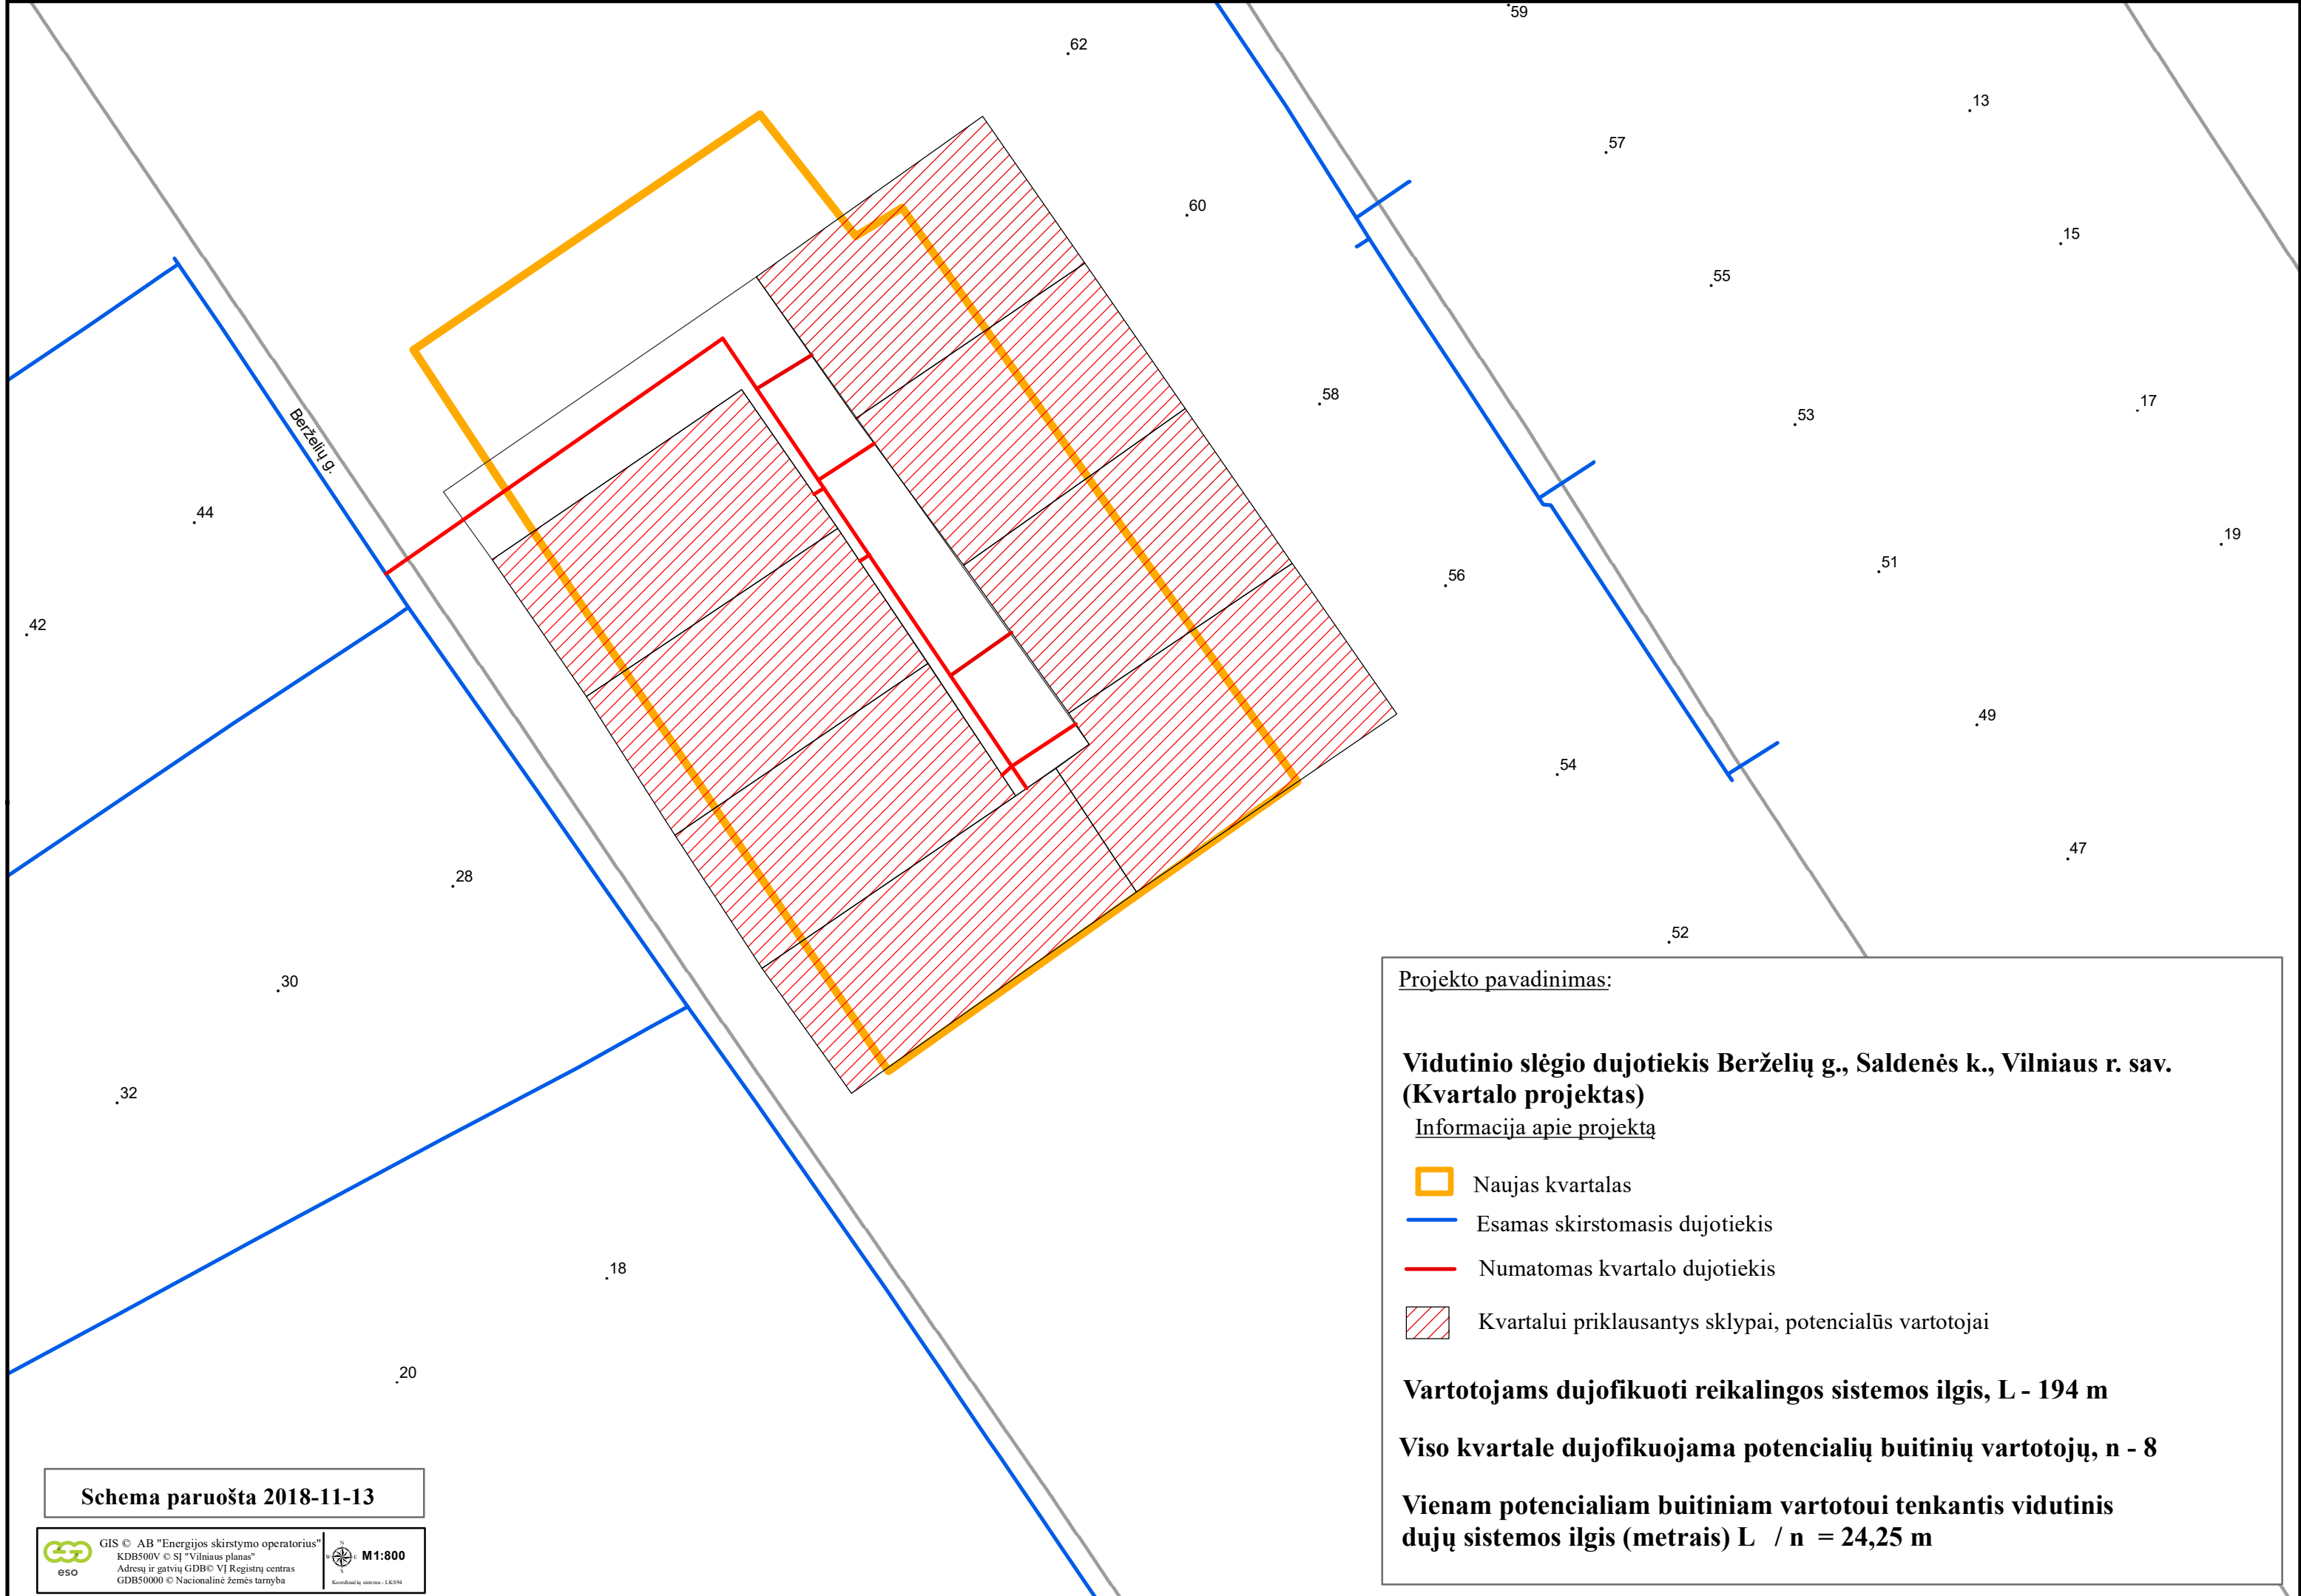 59
62
13
57
60
15
55
58
17
53
Berželių g.
44
19
51
56
42
49
54
47
28
52
30
32
18
20
Projekto pavadinimas:
Vidutinio slėgio dujotiekis Berželių g., Saldenės k., Vilniaus r. sav.
(Kvartalo projektas)
Informacija apie projektą
Naujas kvartalas
Esamas skirstomasis dujotiekis
Numatomas kvartalo dujotiekis
Kvartalui priklausantys sklypai, potencialūs vartotojai
Vartotojams dujofikuoti reikalingos sistemos ilgis, L - 194 m
Viso kvartale dujofikuojama potencialių buitinių vartotojų, n - 8
Vienam potencialiam buitiniam vartotoui tenkantis vidutinis
dujų sistemos ilgis (metrais) L / n = 24,25 m
Schema paruošta 2018-11-13
eso
GIS © AB "Energijos skirstymo operatorius"
KDB500V © SĮ "Vilniaus planas"
Adresų ir gatvių GDB© VĮ Registrų centras
GDB50000 © Nacionalinė žemės tarnyba
N
W
E
S
M1:800
Koordinačių sistema - LKS94